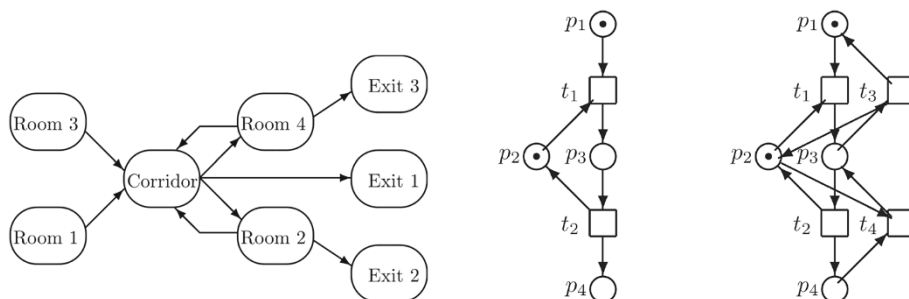 Room 3
Room 1
Corridor
Room 4
Room 2
Exit 3
Exit 1
Exit 2
p1
t1
p2
p3
t2
p4
p1
t1
t3
p2
p3
t2
t4
p4